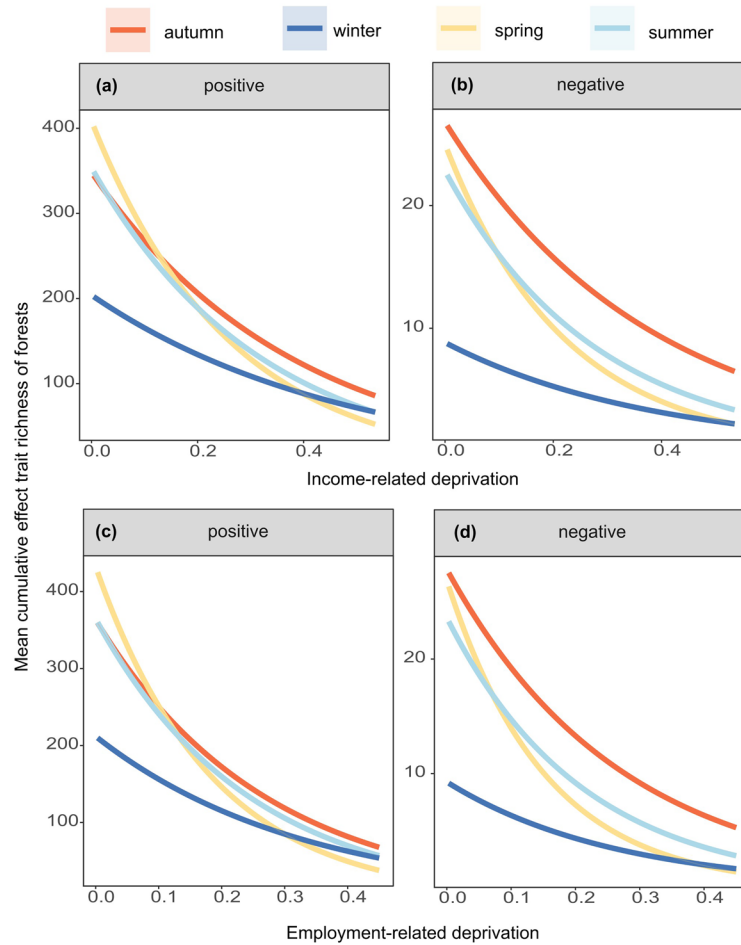 autumn winter spring summer
(a) positive
(b) negative
400
300
200
100
0.0 0.2 0.4
20
10
0.0 0.2 0.4
Income-related deprivation
Mean cumulative effect trait richness of forests
(c) positive
(d) negative
400
300
200
100
0.0 0.1 0.2 0.3 0.4
20
10
0.0 0.1 0.2 0.3 0.4
Employment-related deprivation